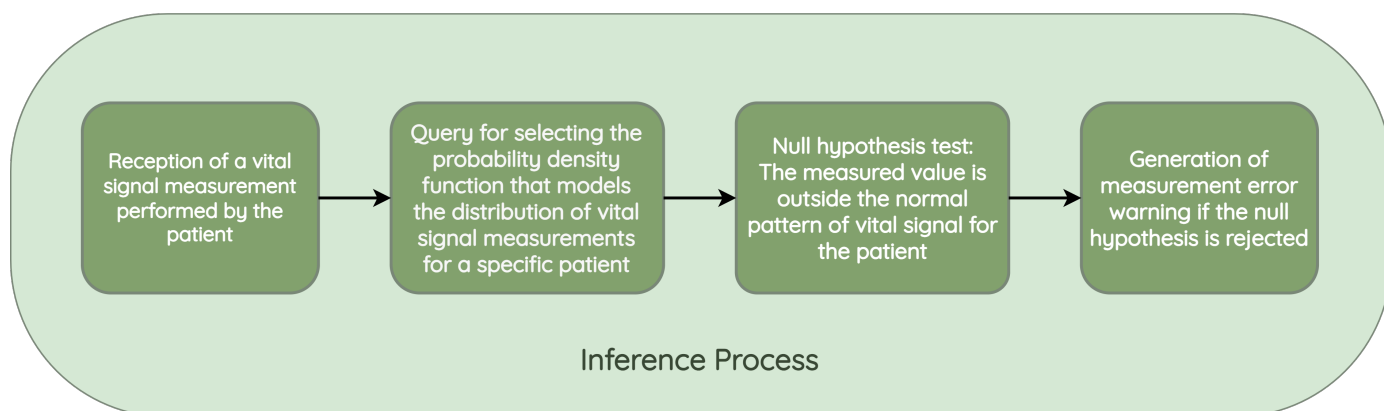 Reception of a vital
signal measurement
performed by the
patient
Query for selecting the
probability density
function that models
the distribution of vital
signal measurements
for a specific patient
Null hypothesis test:
The measured value is
outside the normal
pattern of vital signal for
the patient
Generation of
measurement error
warning if the null
hypothesis is rejected
Inference Process